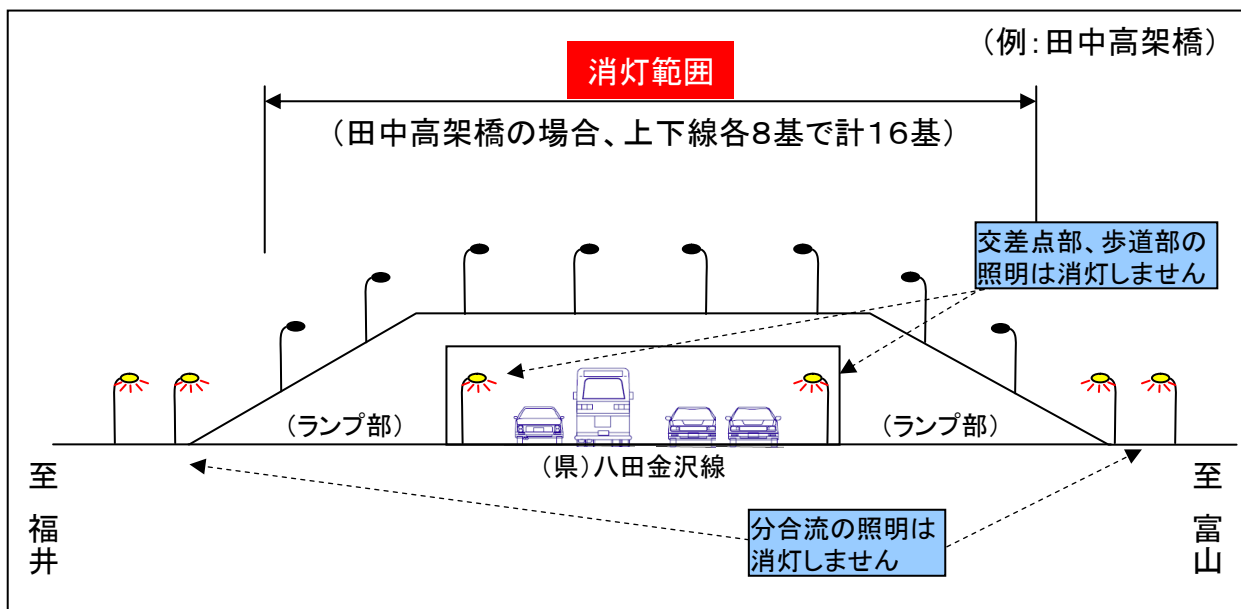 （例：田中高架橋）
消灯範囲
（田中高架橋の場合、上下線各８基で計１６基）
交差点部、歩道部の
照明は消灯しません
（ランプ部）
（ランプ部）
（県）八田金沢線
至 福井
至 富山
分合流の照明は
消灯しません